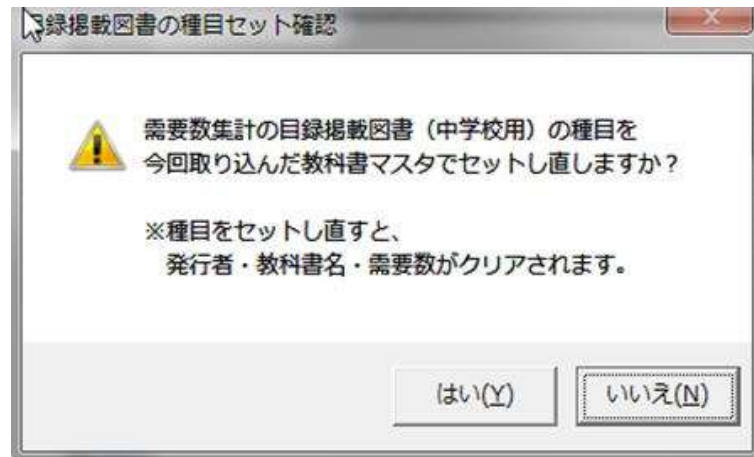 録掲載図書の種目セット確認
需要数集計の目録掲載図書（中学校用）の種目を
今回取り込んだ教科書マスタでセットし直しますか？
※種目をセットし直すと、
発行者・教科書名・需要数がクリアされます。
はい(Y)
いいえ(N)